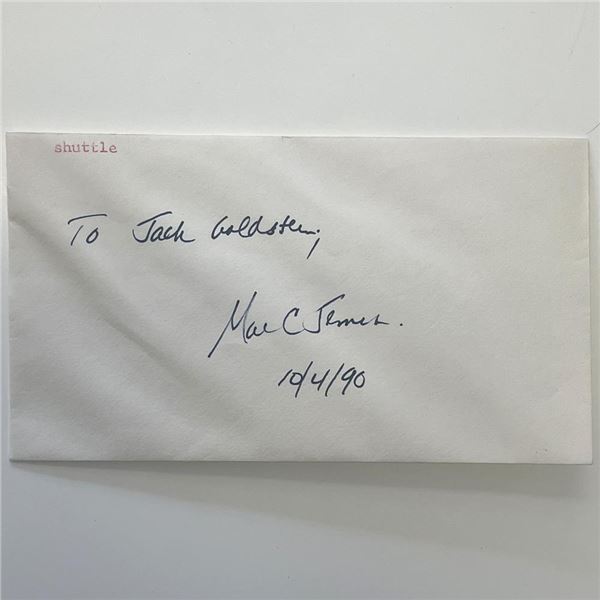 shuttle
To Jack Goldstein,
Mae C Jemison.
10/4/90